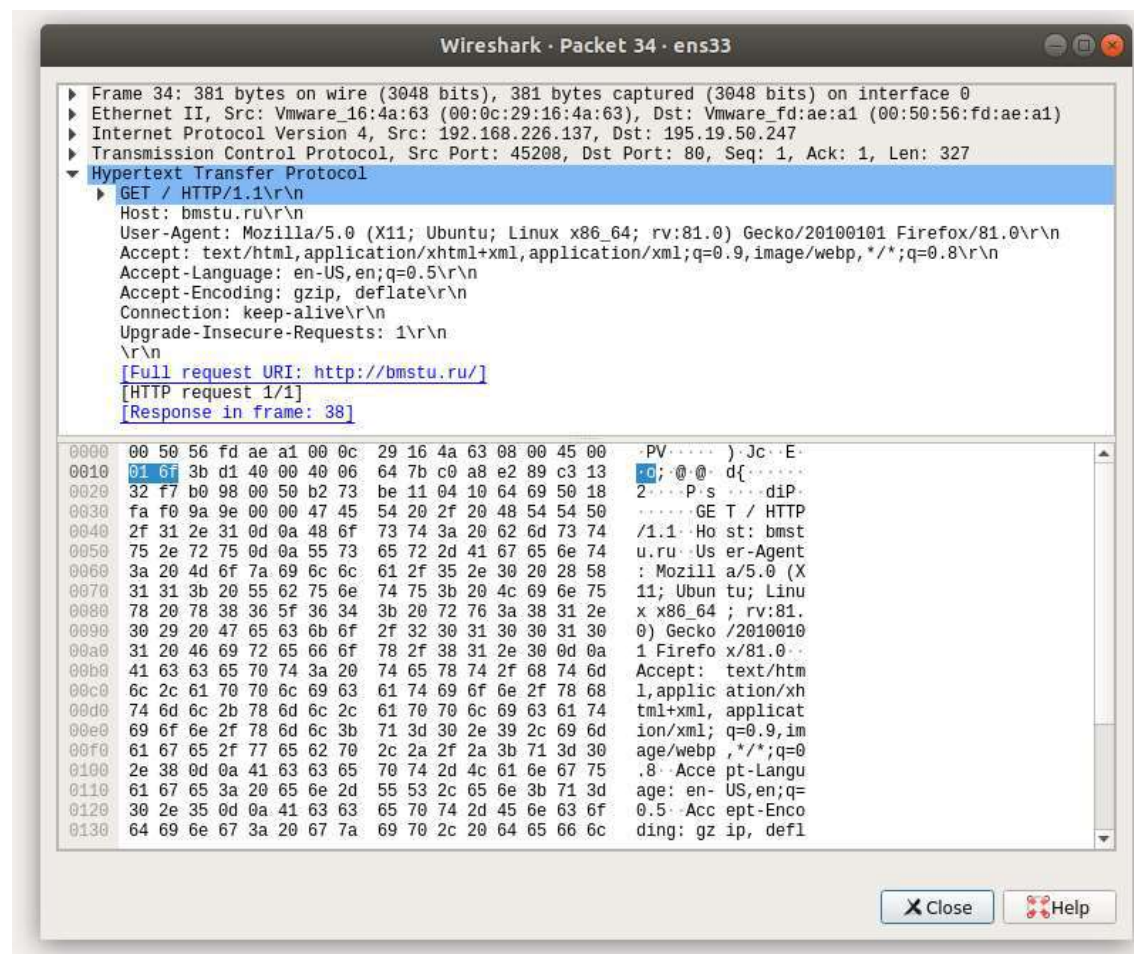 Wireshark · Packet 34 · ens33
Frame 34: 381 bytes on wire (3048 bits), 381 bytes captured (3048 bits) on interface 0
Ethernet II, Src: Vmware_16:4a:63 (00:0c:29:16:4a:63), Dst: Vmware_fd:ae:a1 (00:50:56:fd:ae:a1)
Internet Protocol Version 4, Src: 192.168.226.137, Dst: 195.19.50.247
Transmission Control Protocol, Src Port: 45208, Dst Port: 80, Seq: 1, Ack: 1, Len: 327
Hypertext Transfer Protocol
GET / HTTP/1.1\r\n
Host: bmstu.ru\r\n
User-Agent: Mozilla/5.0 (X11; Ubuntu; Linux x86_64; rv:81.0) Gecko/20100101 Firefox/81.0\r\n
Accept: text/html,application/xhtml+xml,application/xml;q=0.9,image/webp,*/*;q=0.8\r\n
Accept-Language: en-US,en;q=0.5\r\n
Accept-Encoding: gzip, deflate\r\n
Connection: keep-alive\r\n
Upgrade-Insecure-Requests: 1\r\n
\r\n
[Full request URI: http://bmstu.ru/]
[HTTP request 1/1]
[Response in frame: 38]
0000 00 50 56 fd ae a1 00 0c 29 16 4a 63 08 00 45 00 ·PV·····)·Jc··E·
0010 01 6f 3b d1 40 00 40 06 64 7b c0 a8 e2 89 c3 13 ·o;·@·@·d{······
0020 32 f7 b0 98 00 50 b2 73 be 11 04 10 64 69 50 18 2····P·s····diP·
0030 fa f0 9a 9e 00 00 47 45 54 20 2f 20 48 54 54 50 ······GE T / HTTP
0040 2f 31 2e 31 0d 0a 48 6f 73 74 3a 20 62 6d 73 74 /1.1··Ho st: bmst
0050 75 2e 72 75 0d 0a 55 73 65 72 2d 41 67 65 6e 74 u.ru··Us er-Agent
0060 3a 20 4d 6f 7a 69 6c 6c 61 2f 35 2e 30 20 28 58 : Mozill a/5.0 (X
0070 31 31 3b 20 55 62 75 6e 74 75 3b 20 4c 69 6e 75 11; Ubun tu; Linu
0080 78 20 78 38 36 5f 36 34 3b 20 72 76 3a 38 31 2e x x86_64 ; rv:81.
0090 30 29 20 47 65 63 6b 6f 2f 32 30 31 30 30 31 30 0) Gecko /2010010
00a0 31 20 46 69 72 65 66 6f 78 2f 38 31 2e 30 0d 0a 1 Firefo x/81.0··
00b0 41 63 63 65 70 74 3a 20 74 65 78 74 2f 68 74 6d Accept: text/htm
00c0 6c 2c 61 70 70 6c 69 63 61 74 69 6f 6e 2f 78 68 l,applic ation/xh
00d0 74 6d 6c 2b 78 6d 6c 2c 61 70 70 6c 69 63 61 74 tml+xml, applicat
00e0 69 6f 6e 2f 78 6d 6c 3b 71 3d 30 2e 39 2c 69 6d ion/xml; q=0.9,im
00f0 61 67 65 2f 77 65 62 70 2c 2a 2f 2a 3b 71 3d 30 age/webp ,*/*;q=0
0100 2e 38 0d 0a 41 63 63 65 70 74 2d 4c 61 6e 67 75 .8··Acce pt-Langu
0110 61 67 65 3a 20 65 6e 2d 55 53 2c 65 6e 3b 71 3d age: en- US,en;q=
0120 30 2e 35 0d 0a 41 63 63 65 70 74 2d 45 6e 63 6f 0.5··Acc ept-Enco
0130 64 69 6e 67 3a 20 67 7a 69 70 2c 20 64 65 66 6c ding: gz ip, defl
Close Help